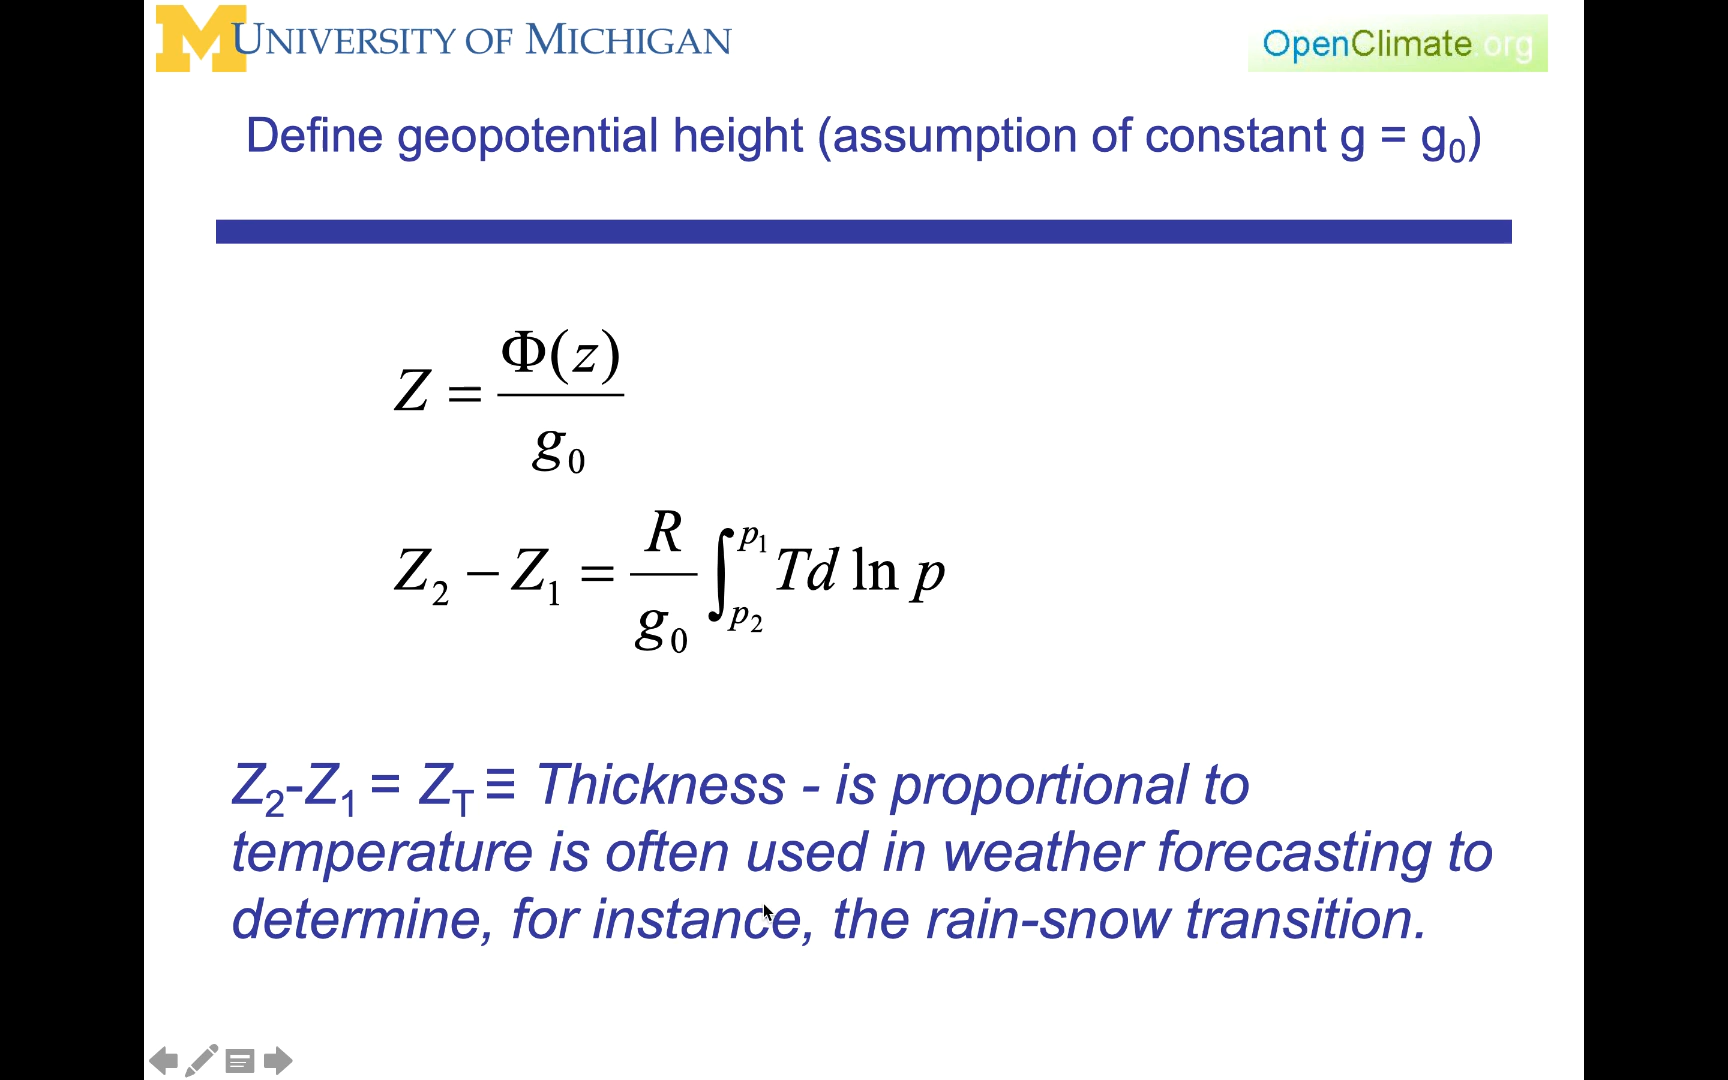 UNIVERSITY OF MICHIGAN
OpenClimate.org
Define geopotential height (assumption of constant g = g₀)
Z = Φ(z) / g₀
Z₂ − Z₁ = R / g₀ ∫_{p₂}^{p₁} Td ln p
Z₂-Z₁ = Z_T ≡ Thickness - is proportional to
temperature is often used in weather forecasting to
determine, for instance, the rain-snow transition.